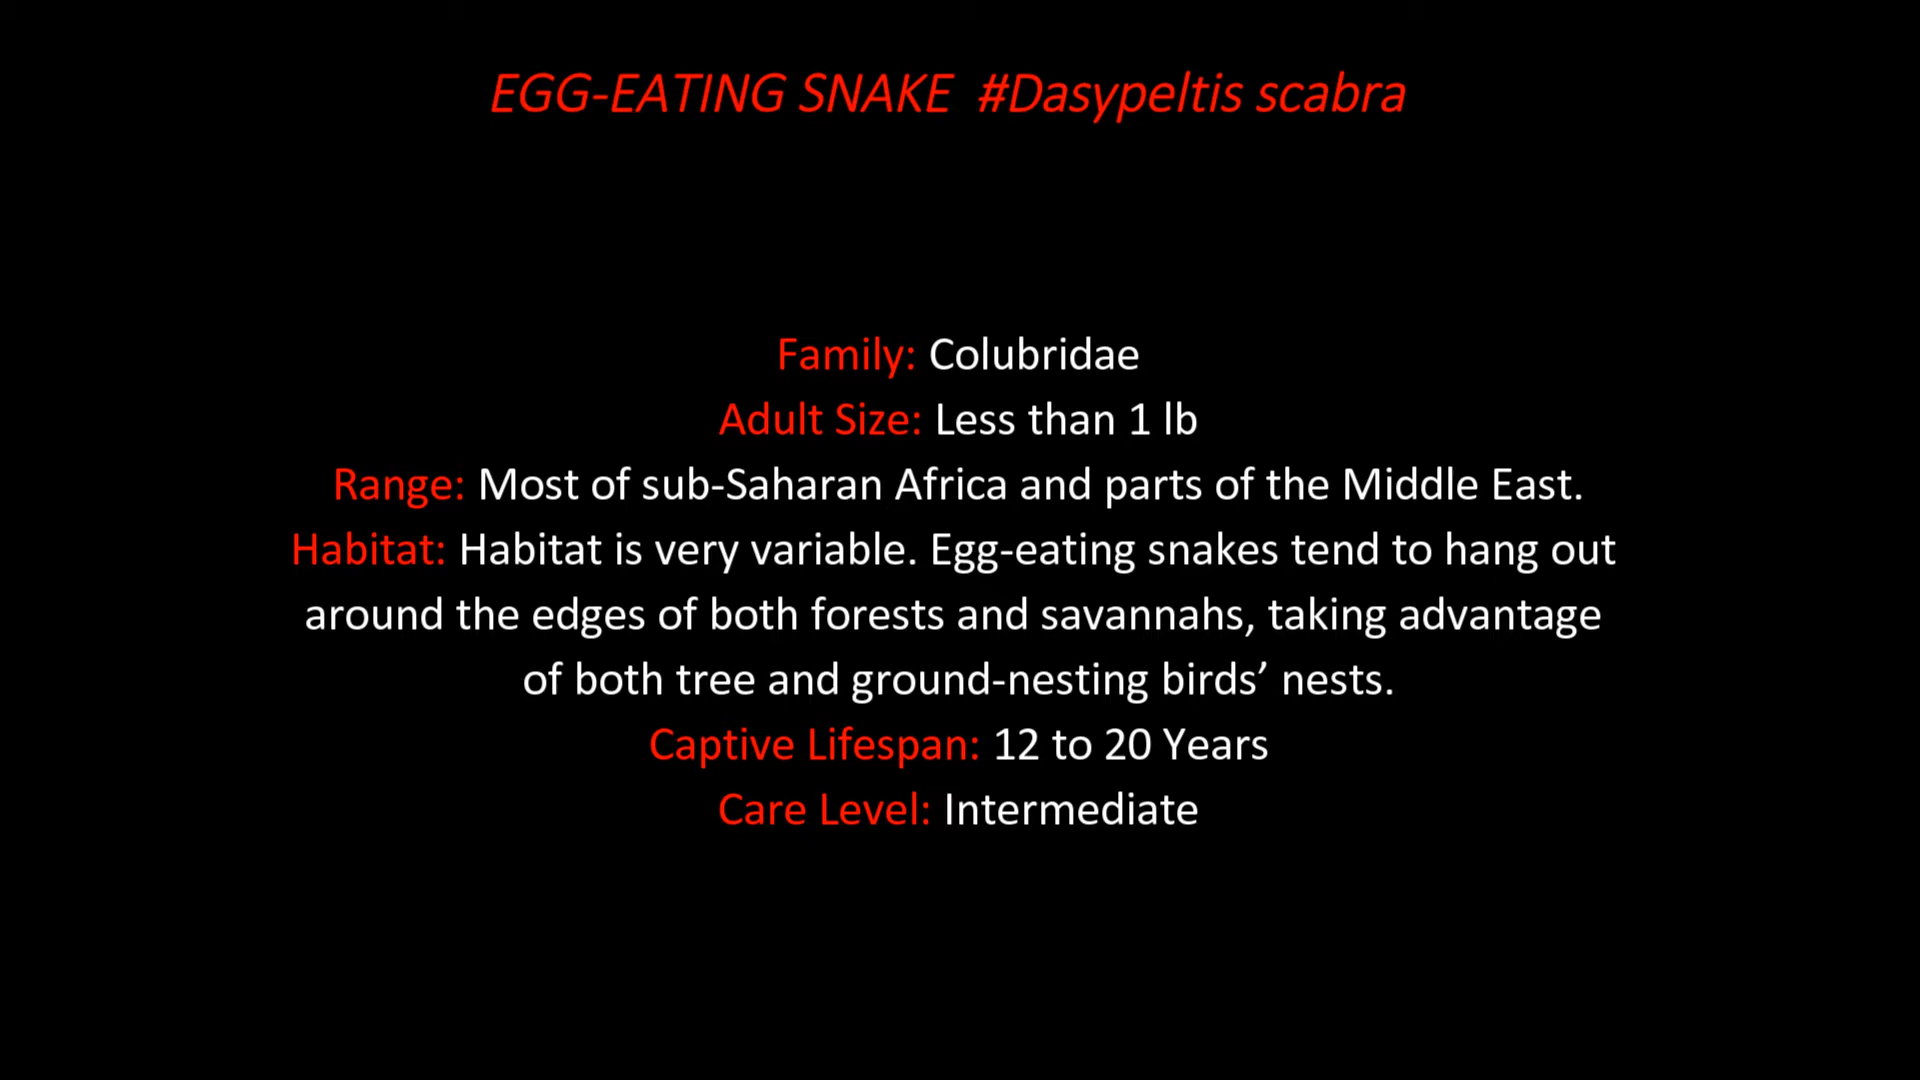 EGG-EATING SNAKE #Dasypeltis scabra
Family: Colubridae
Adult Size: Less than 1 lb
Range: Most of sub-Saharan Africa and parts of the Middle East.
Habitat: Habitat is very variable. Egg-eating snakes tend to hang out
around the edges of both forests and savannahs, taking advantage
of both tree and ground-nesting birds’ nests.
Captive Lifespan: 12 to 20 Years
Care Level: Intermediate